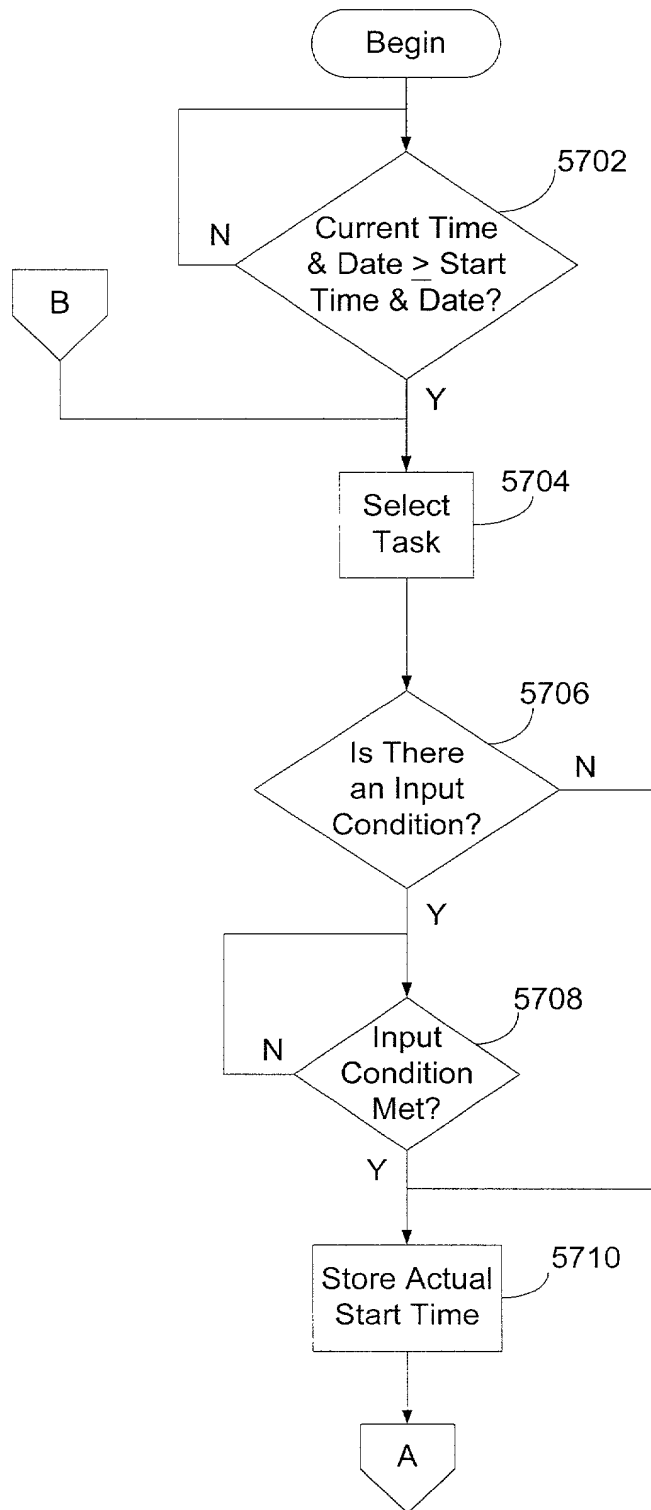 Begin
5702
N
Current Time
& Date ≥ Start
Time & Date?
B
Y
5704
Select
Task
5706
Is There
an Input
Condition?
N
Y
5708
N
Input
Condition
Met?
Y
5710
Store Actual
Start Time
A